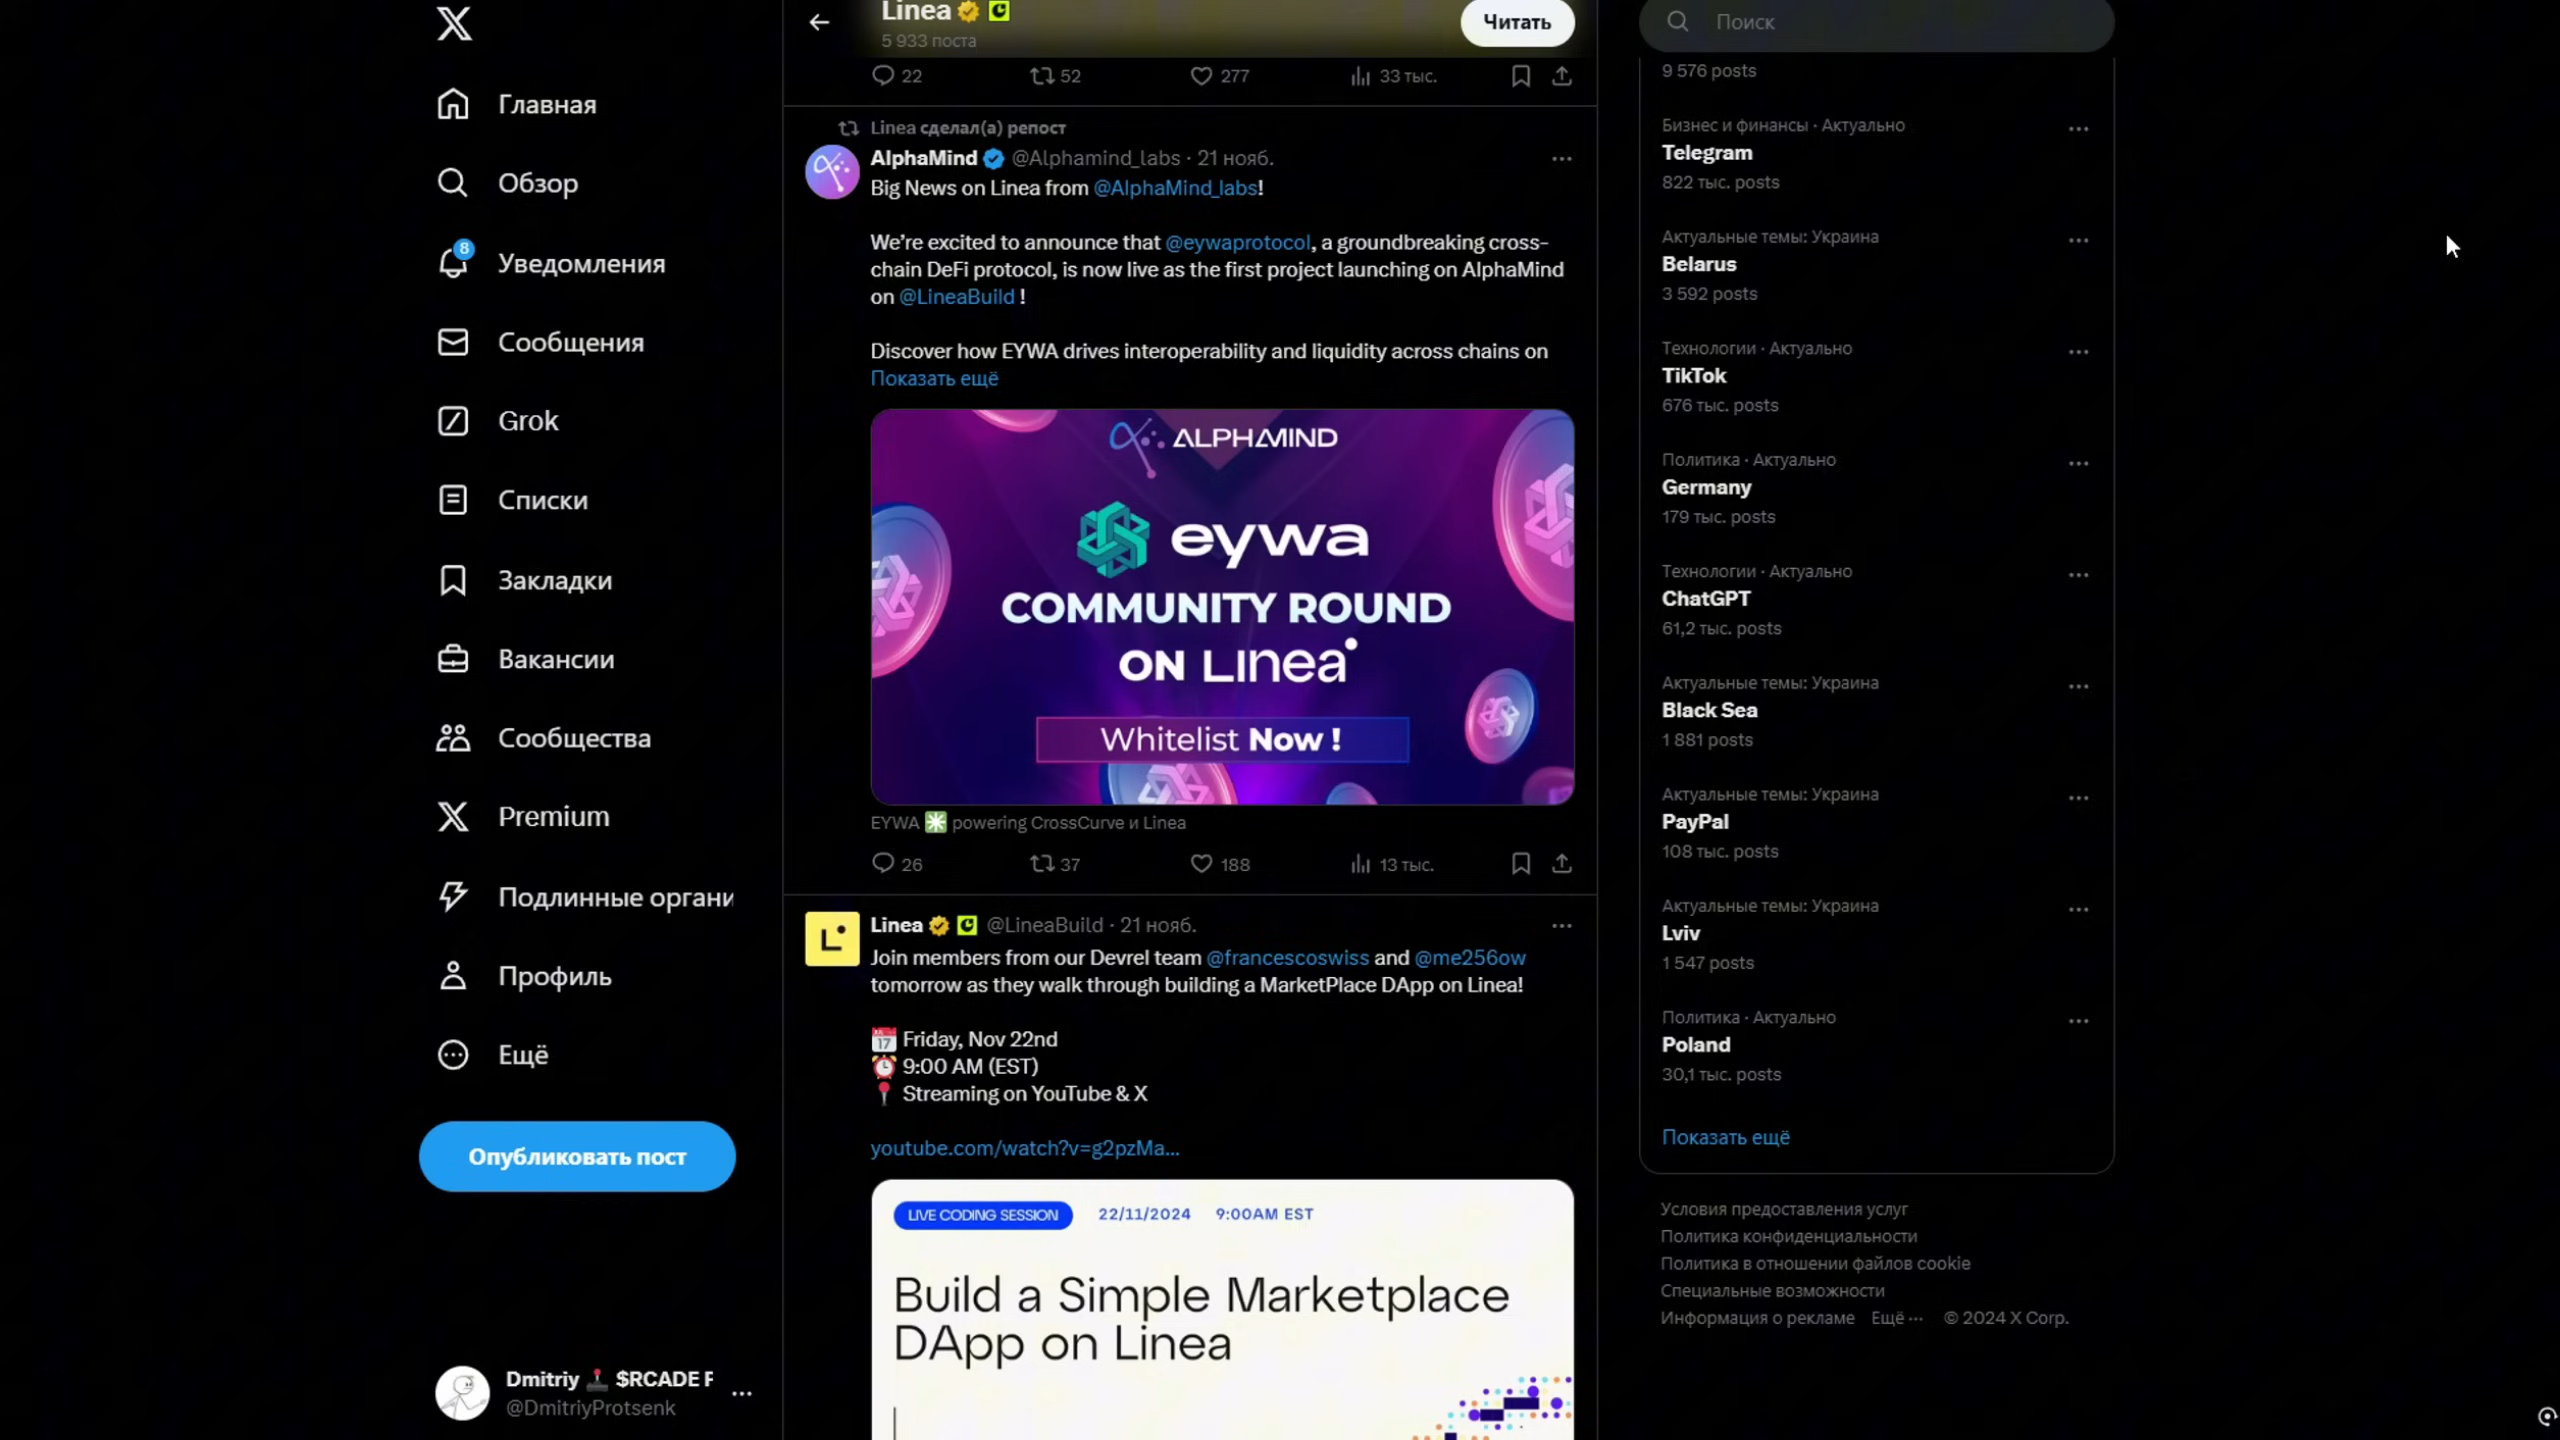 Главная
Обзор
8
Уведомления
Сообщения
Grok
Списки
Закладки
Вакансии
Сообщества
Premium
Подлинные органи
Профиль
Ещё
Опубликовать пост
Dmitriy $RCADE F
@DmitriyProtsenk
Linea
5 933 поста
Читать
22 52 277 33 тыс.
Linea сделал(а) репост
AlphaMind @Alphamind_labs · 21 нояб.
Big News on Linea from @AlphaMind_labs!
We're excited to announce that @eywaprotocol, a groundbreaking cross-
chain DeFi protocol, is now live as the first project launching on AlphaMind
on @LineaBuild !
Discover how EYWA drives interoperability and liquidity across chains on
Показать ещё
ALPHAMIND
eywa
COMMUNITY ROUND
ON Linea
Whitelist Now !
EYWA powering CrossCurve и Linea
26 37 188 13 тыс.
Linea @LineaBuild · 21 нояб.
Join members from our Devrel team @francescoswiss and @me256ow
tomorrow as they walk through building a MarketPlace DApp on Linea!
Friday, Nov 22nd
9:00 AM (EST)
Streaming on YouTube & X
youtube.com/watch?v=g2pzMa...
LIVE CODING SESSION 22/11/2024 9:00AM EST
Build a Simple Marketplace
DApp on Linea
Поиск
9 576 posts
Бизнес и финансы · Актуально
Telegram
822 тыс. posts
Актуальные темы: Украина
Belarus
3 592 posts
Технологии · Актуально
TikTok
676 тыс. posts
Политика · Актуально
Germany
179 тыс. posts
Технологии · Актуально
ChatGPT
61,2 тыс. posts
Актуальные темы: Украина
Black Sea
1 881 posts
Актуальные темы: Украина
PayPal
108 тыс. posts
Актуальные темы: Украина
Lviv
1 547 posts
Политика · Актуально
Poland
30,1 тыс. posts
Показать ещё
Условия предоставления услуг
Политика конфиденциальности
Политика в отношении файлов cookie
Специальные возможности
Информация о рекламе Ещё ··· © 2024 X Corp.